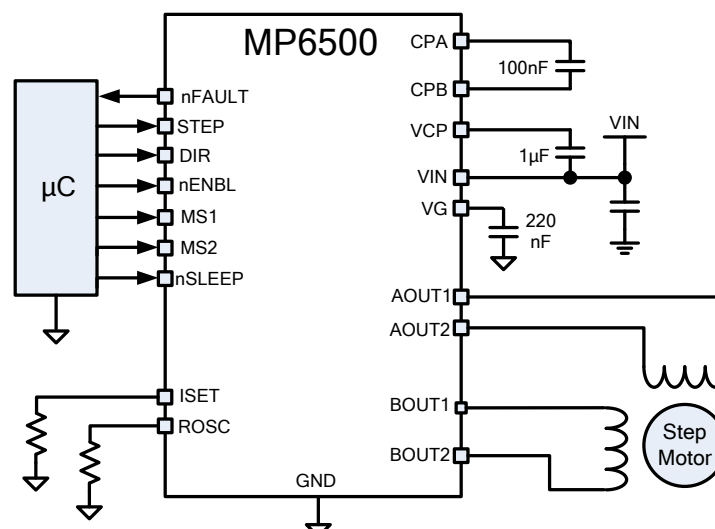 MP6500
µC
nFAULT
STEP
DIR
nENBL
MS1
MS2
nSLEEP
ISET
ROSC
GND
CPA
CPB
VCP
VIN
VG
AOUT1
AOUT2
BOUT1
BOUT2
100nF
1µF
VIN
220
nF
Step
Motor